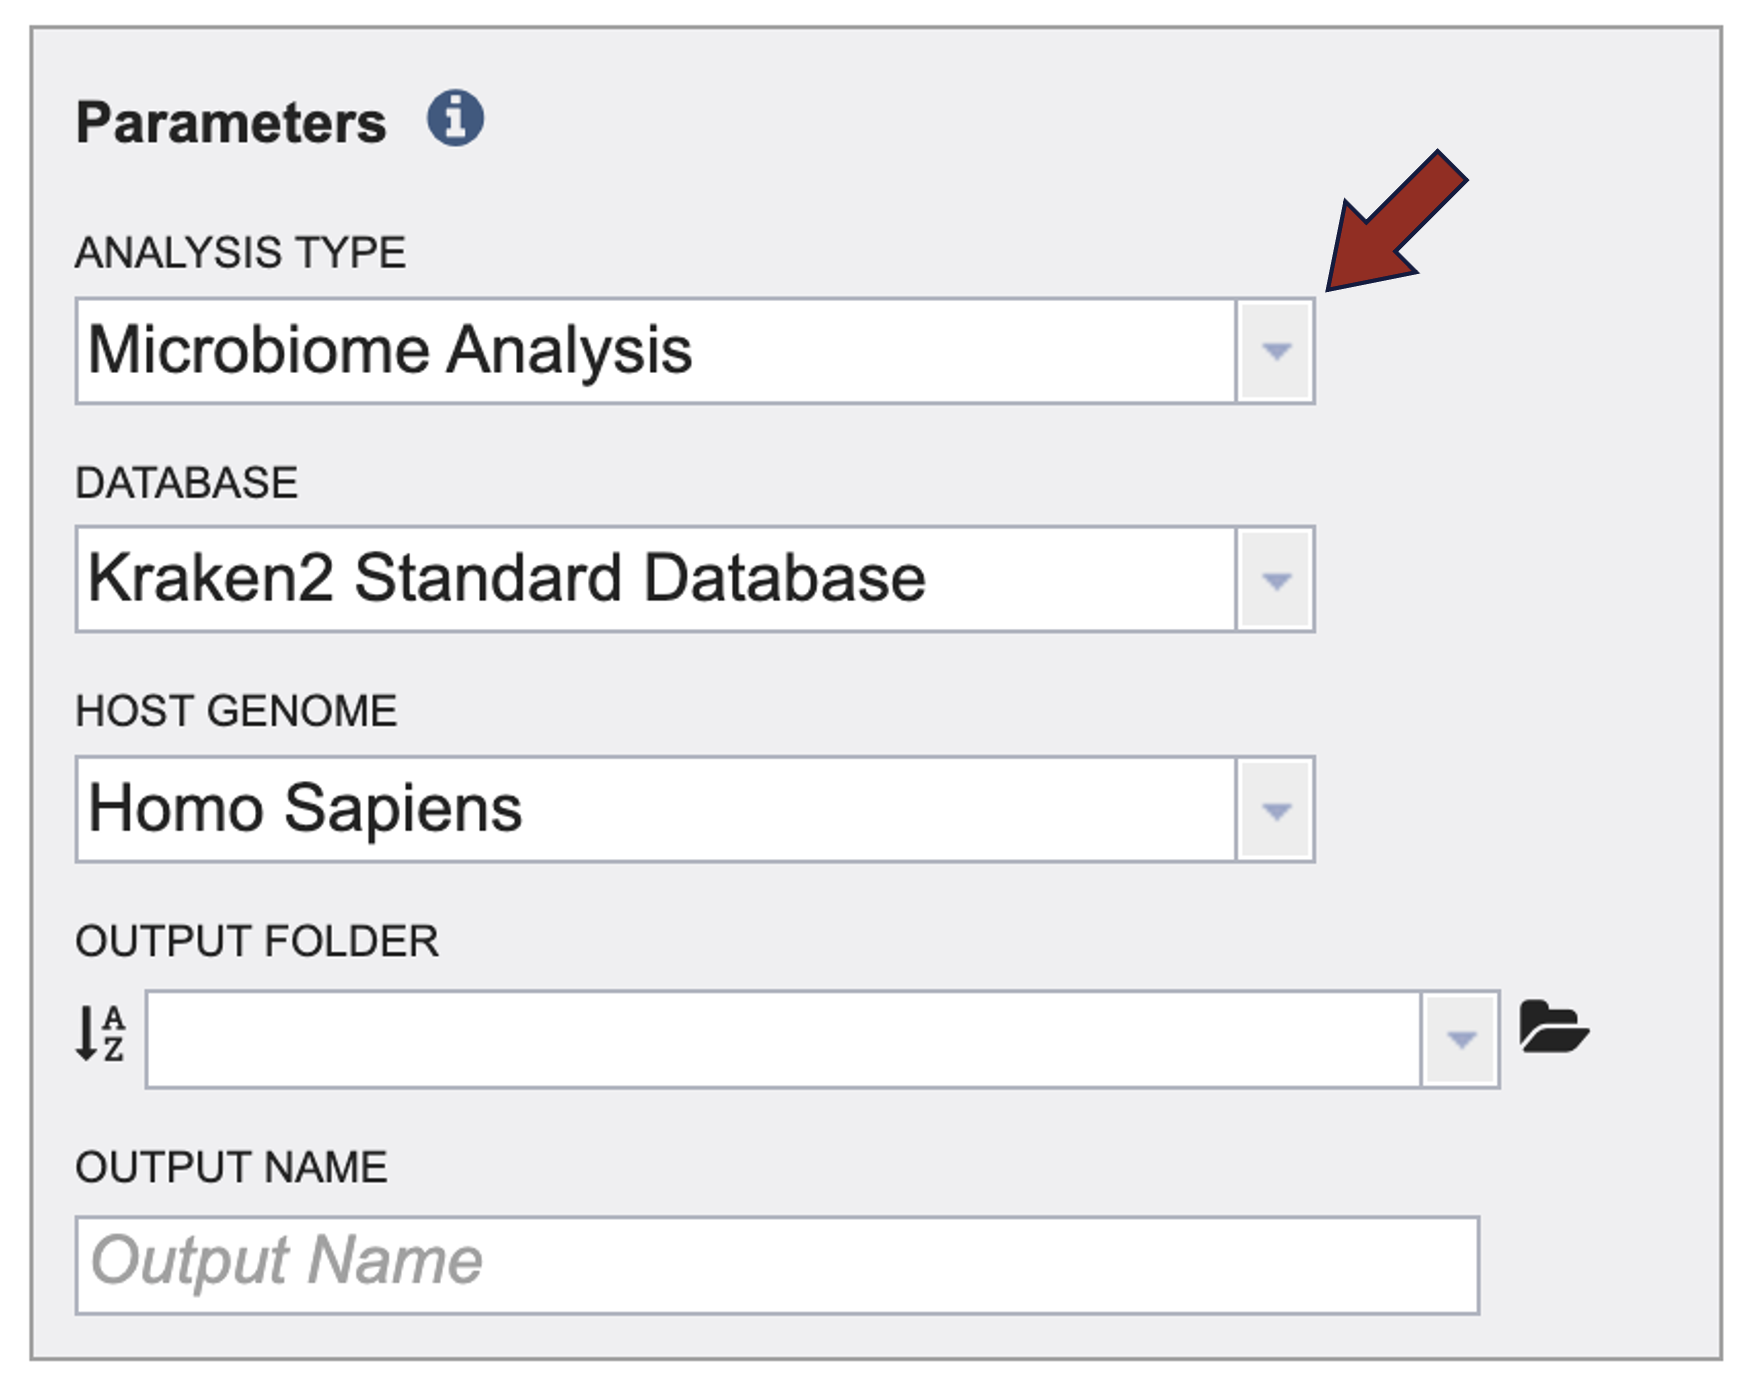 Parameters
ANALYSIS TYPE
Microbiome Analysis
DATABASE
Kraken2 Standard Database
HOST GENOME
Homo Sapiens
OUTPUT FOLDER
OUTPUT NAME
Output Name